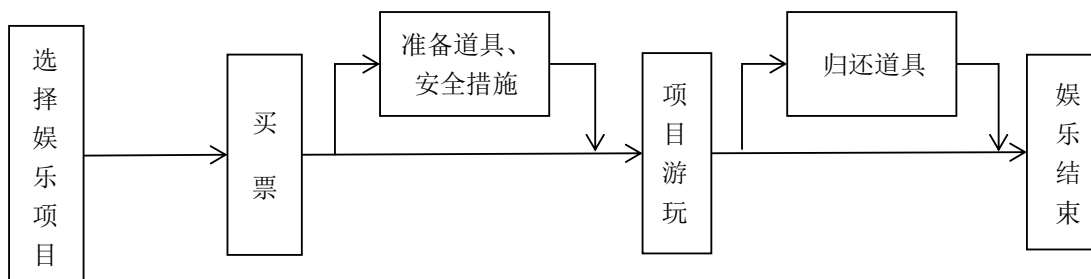 选择娱乐项目
买票
准备道具、
安全措施
项目游玩
归还道具
娱乐结束